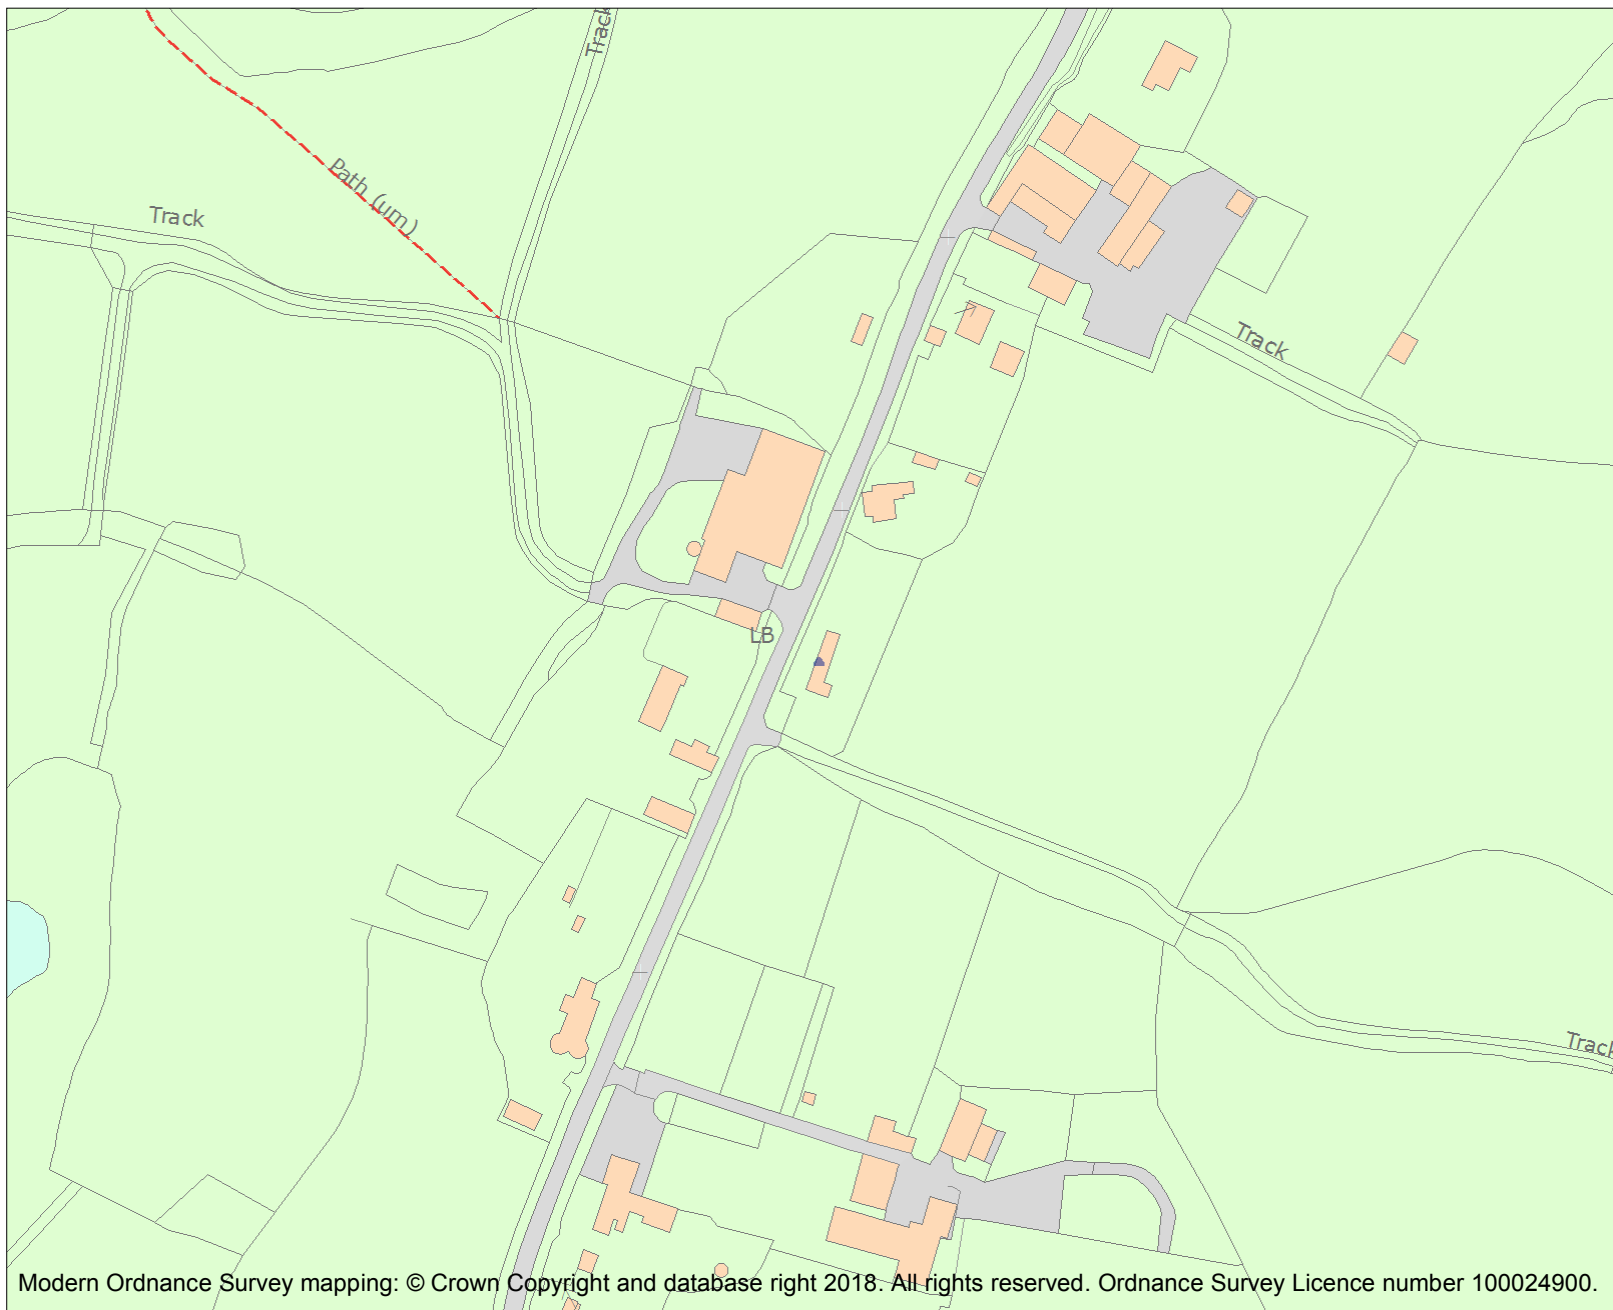 Track
Path (um)
Track
Track
LB
Track
Modern Ordnance Survey mapping: © Crown Copyright and database right 2018. All rights reserved. Ordnance Survey Licence number 100024900.